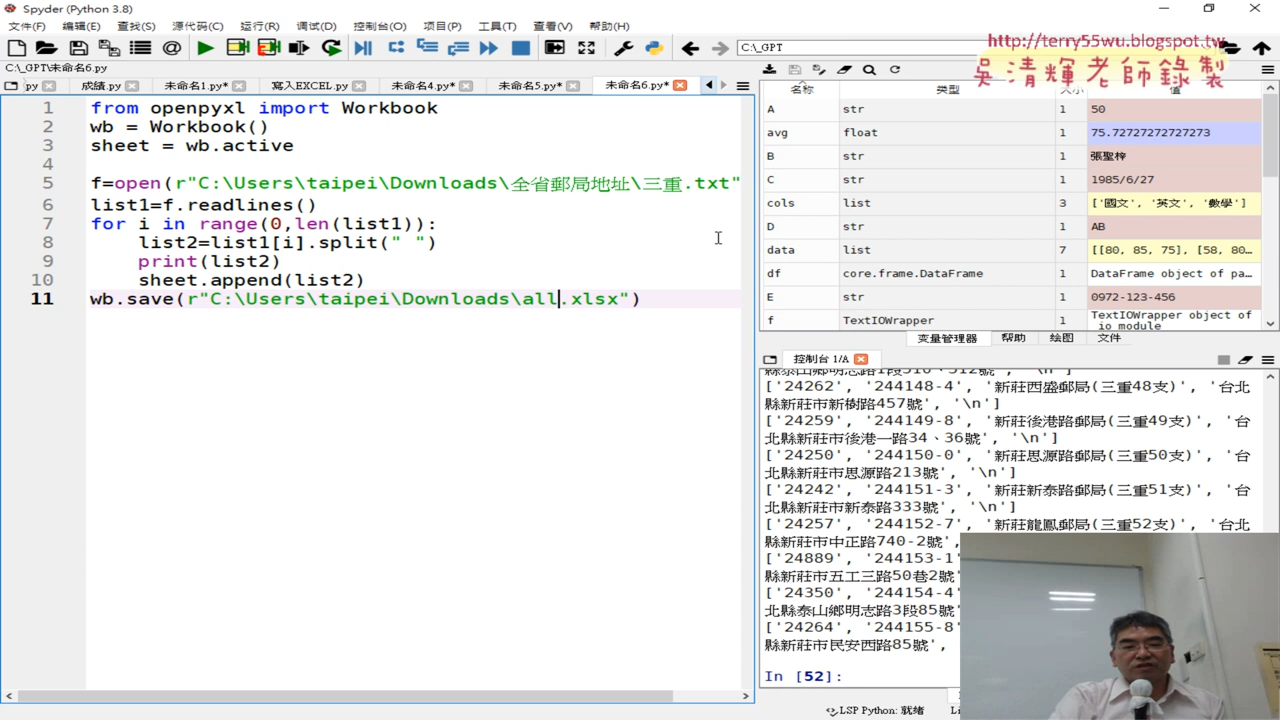 Spyder (Python 3.8)
文件(F) 编辑(E) 查找(S) 源代码(C) 运行(R) 调试(D) 控制台(O) 项目(P) 工具(T) 查看(V) 帮助(H)
C:\_GPT
http://terry55wu.blogspot.tw
吳清輝老師錄製
C:\_GPT\未命名6.py
py 成績.py 未命名1.py* 寫入EXCEL.py 未命名4.py* 未命名5.py* 未命名6.py*
1 from openpyxl import Workbook
2 wb = Workbook()
3 sheet = wb.active
4
5 f=open(r"C:\Users\taipei\Downloads\全省郵局地址\三重.txt"
6 list1=f.readlines()
7 for i in range(0,len(list1)):
8 list2=list1[i].split(" ")
9 print(list2)
10 sheet.append(list2)
11 wb.save(r"C:\Users\taipei\Downloads\all.xlsx")
名称 类型 大小 值
A str 1 50
avg float 1 75.72727272727273
B str 1 張聖梓
C str 1 1985/6/27
cols list 3 ['國文', '英文', '數學']
D str 1 AB
data list 7 [[80, 85, 75], [58, 80…
df core.frame.DataFrame DataFrame object of pa…
E str 1 0972-123-456
f TextIOWrapper 1 TextIOWrapper object of _io module
变量管理器 帮助 绘图 文件
控制台 1/A
縣泰山鄉明志路1段510、512號', '\n']
['24262', '244148-4', '新莊西盛郵局(三重48支)', '台
北縣新莊市新樹路457號', '\n']
['24259', '244149-8', '新莊後港路郵局(三重49支)', '台
北縣新莊市後港一路34、36號', '\n']
['24250', '244150-0', '新莊思源路郵局(三重50支)', '台
北縣新莊市思源路213號', '\n']
['24242', '244151-3', '新莊新泰路郵局(三重51支)', '台
北縣新莊市新泰路333號', '\n']
['24257', '244152-7', '新莊龍鳳郵局(三重52支)', '台北
縣新莊市中正路740-2號',
['24889', '244153-1'
縣新莊市五工三路50巷2號'
['24350', '244154-4'
北縣泰山鄉明志路3段85號'
['24264', '244155-8'
縣新莊市民安西路85號',
In [52]:
LSP Python: 就绪